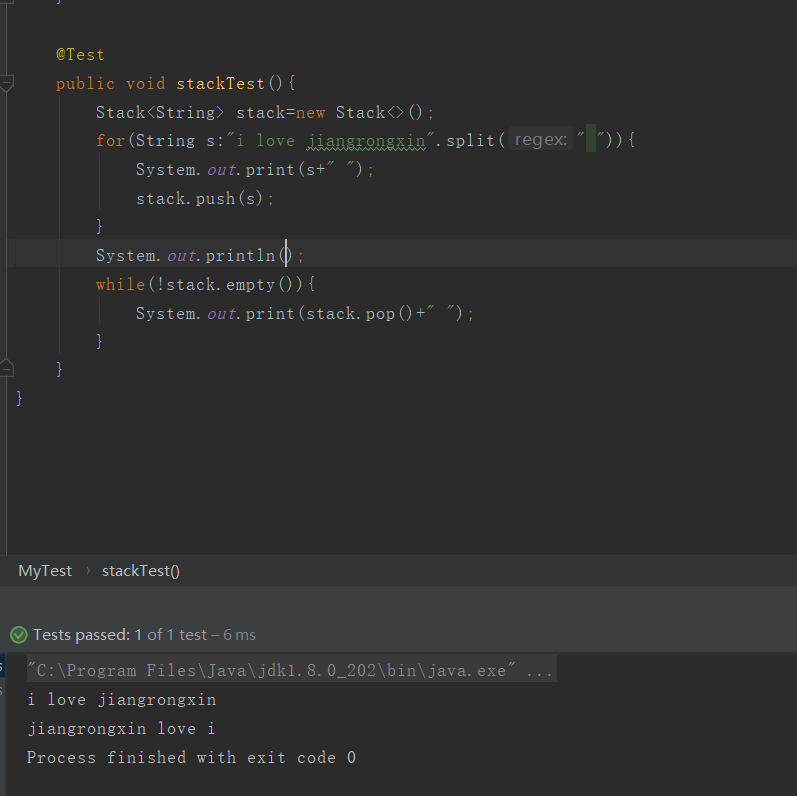 }
@Test
public void stackTest(){
Stack<String> stack=new Stack<>();
for(String s:"i love jiangrongxin".split( regex: " ")){
System.out.print(s+" ");
stack.push(s);
}
System.out.println();
while(!stack.empty()){
System.out.print(stack.pop()+" ");
}
}
}
MyTest › stackTest()
Tests passed: 1 of 1 test – 6 ms
"C:\Program Files\Java\jdk1.8.0_202\bin\java.exe" ...
i love jiangrongxin
jiangrongxin love i
Process finished with exit code 0